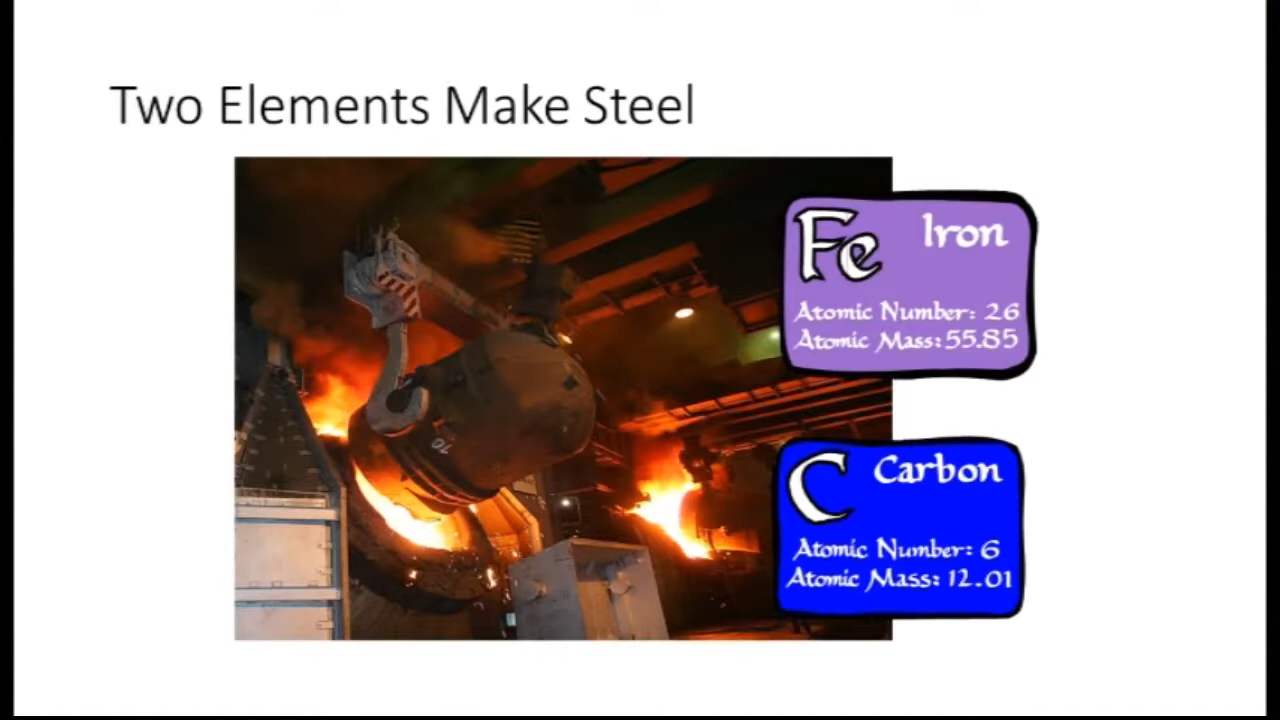 Two Elements Make Steel
Fe Iron
Atomic Number: 26
Atomic Mass: 55.85
C Carbon
Atomic Number: 6
Atomic Mass: 12.01
70